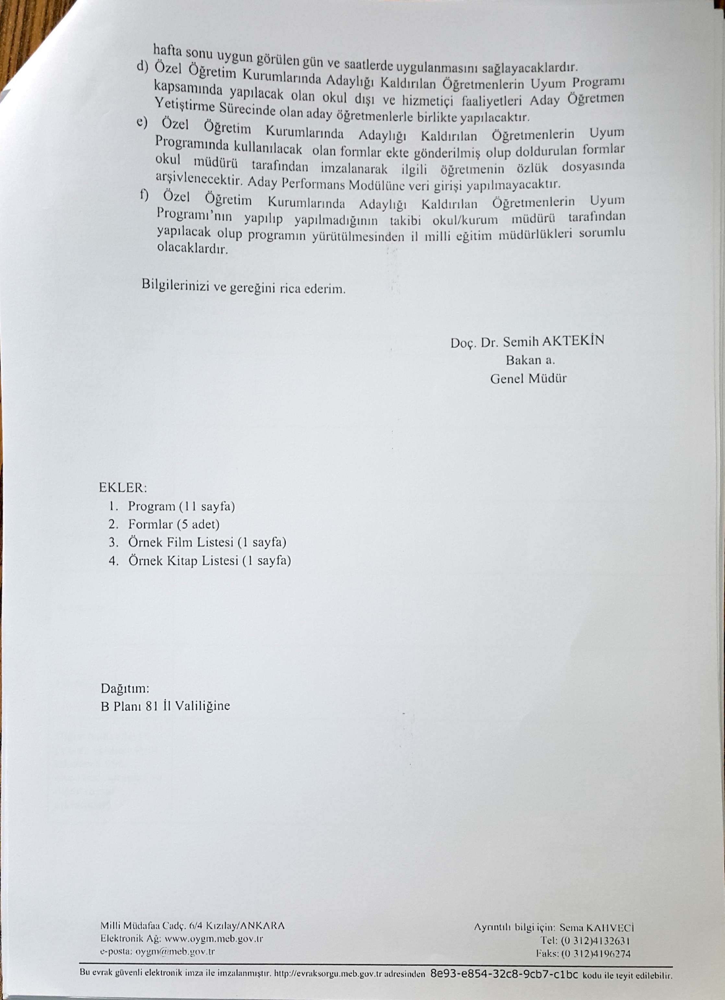 hafta sonu uygun görülen gün ve saatlerde uygulanmasını sağlayacaklardır.
d) Özel Öğretim Kurumlarında Adaylığı Kaldırılan Öğretmenlerin Uyum Programı
kapsamında yapılacak olan okul dışı ve hizmetiçi faaliyetleri Aday Öğretmen
Yetiştirme Sürecinde olan aday öğretmenlerle birlikte yapılacaktır.
e) Özel Öğretim Kurumlarında Adaylığı Kaldırılan Öğretmenlerin Uyum
Programında kullanılacak olan formlar ekte gönderilmiş olup doldurulan formlar
okul müdürü tarafından imzalanarak ilgili öğretmenin özlük dosyasında
arşivlenecektir. Aday Performans Modülüne veri girişi yapılmayacaktır.
f) Özel Öğretim Kurumlarında Adaylığı Kaldırılan Öğretmenlerin Uyum
Programı'nın yapılıp yapılmadığının takibi okul/kurum müdürü tarafından
yapılacak olup programın yürütülmesinden il milli eğitim müdürlükleri sorumlu
olacaklardır.
Bilgilerinizi ve gereğini rica ederim.
Doç. Dr. Semih AKTEKİN
Bakan a.
Genel Müdür
EKLER:
1. Program (11 sayfa)
2. Formlar (5 adet)
3. Örnek Film Listesi (1 sayfa)
4. Örnek Kitap Listesi (1 sayfa)
Dağıtım:
B Planı 81 İl Valiliğine
Milli Müdafaa Cadç. 6/4 Kızılay/ANKARA
Elektronik Ağ: www.oygm.meb.gov.tr
e-posta: oygm@meb.gov.tr
Ayrıntılı bilgi için: Sema KAHVECİ
Tel: (0 312)4132631
Faks: (0 312)4196274
Bu evrak güvenli elektronik imza ile imzalanmıştır. http://evraksorgu.meb.gov.tr adresinden 8e93-e854-32c8-9cb7-c1bc kodu ile teyit edilebilir.